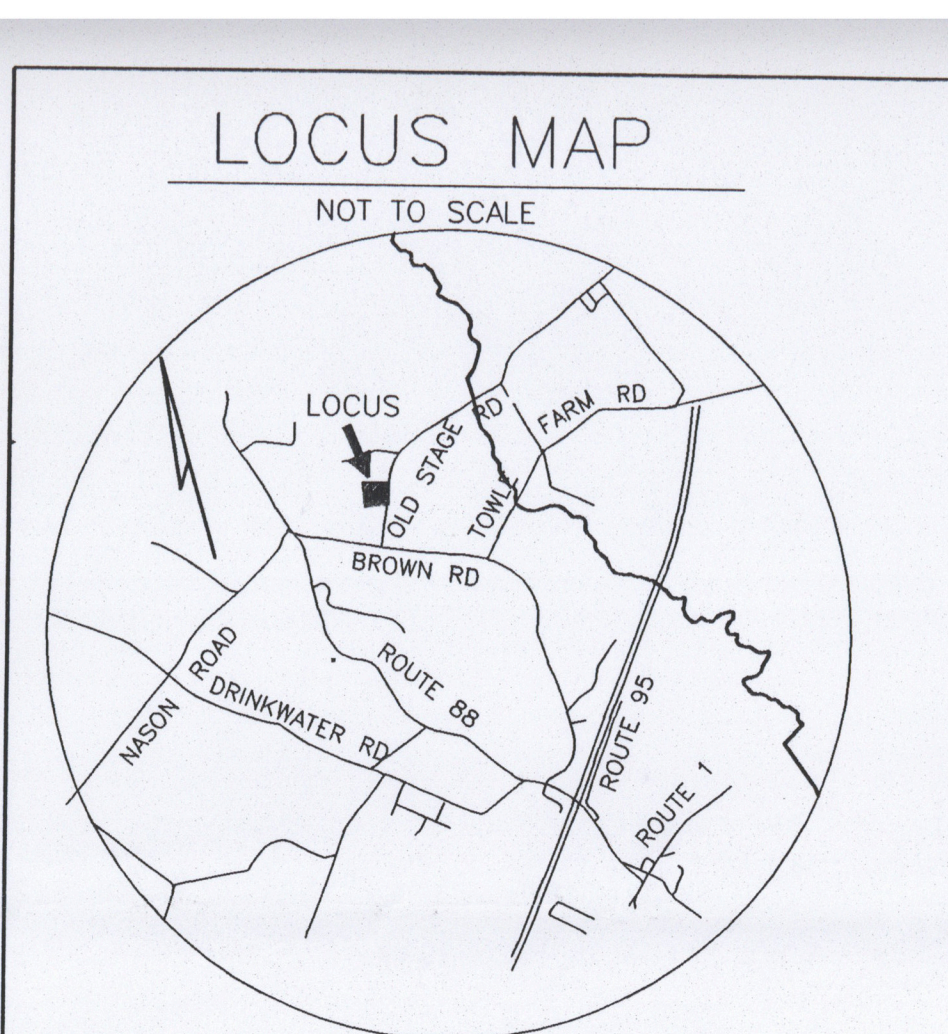 LOCUS MAP
NOT TO SCALE
LOCUS
OLD STAGE RD
FARM RD
TOWLE
BROWN RD
ROUTE 88
NASON ROAD
DRINKWATER RD
ROUTE 95
ROUTE 1